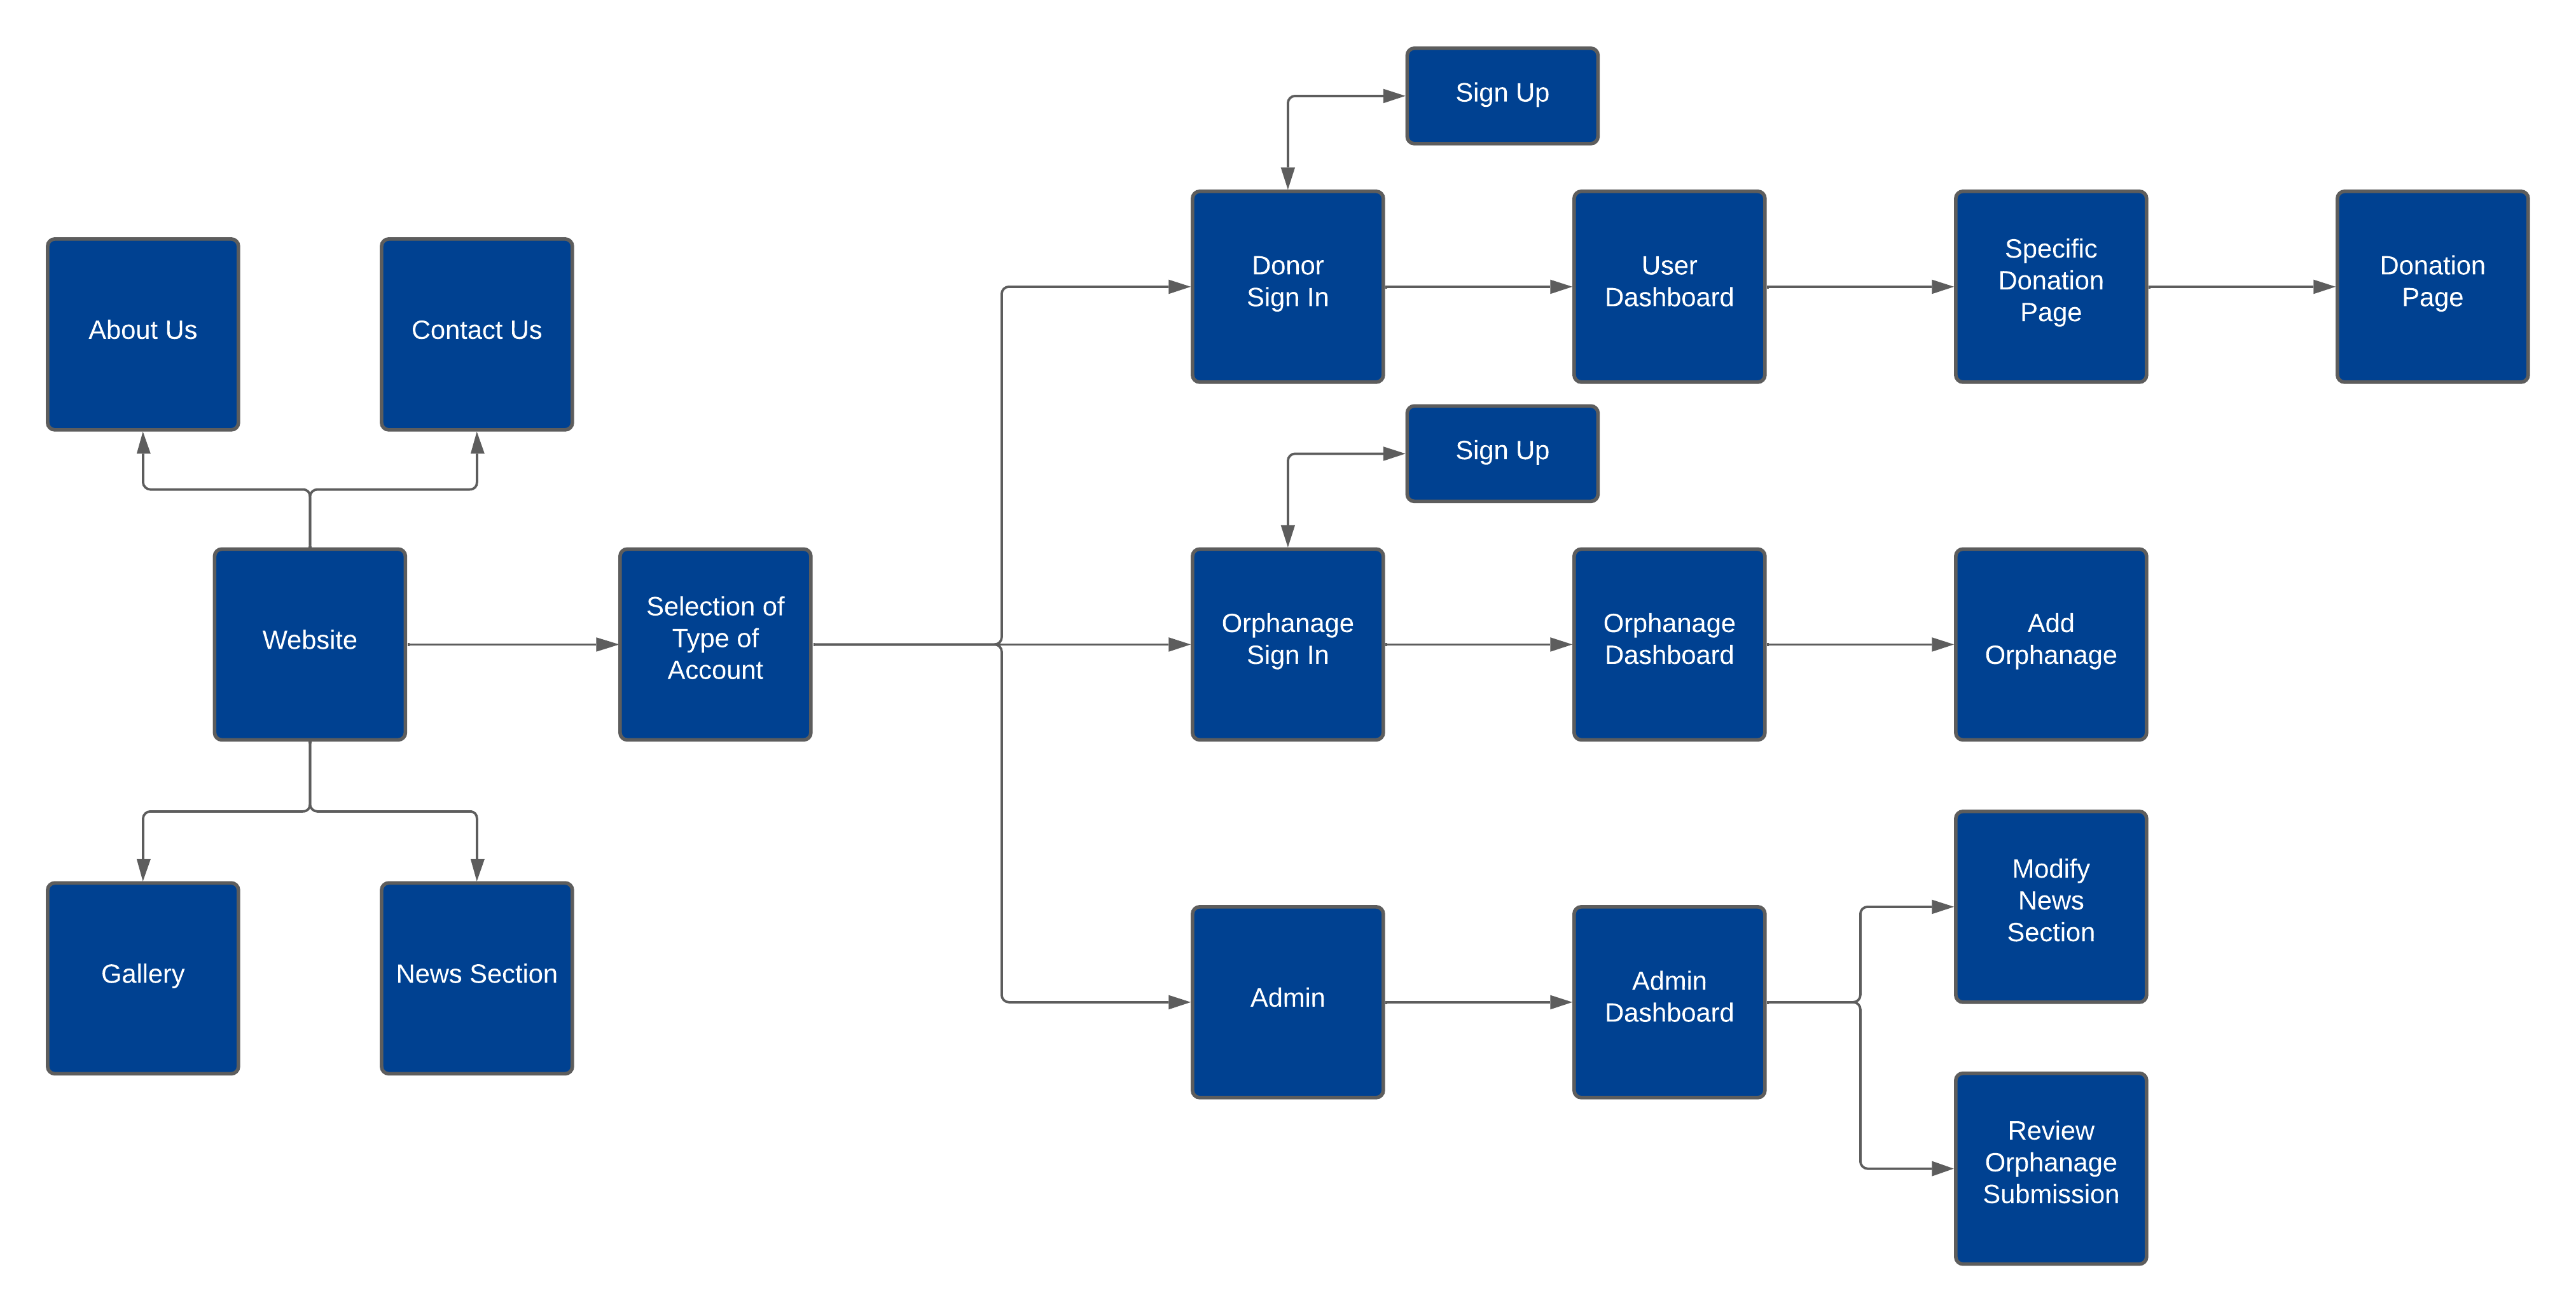 Sign Up
Donor
Sign In
User
Dashboard
Specific
Donation
Page
Donation
Page
About Us
Contact Us
Sign Up
Website
Selection of
Type of
Account
Orphanage
Sign In
Orphanage
Dashboard
Add
Orphanage
Gallery
News Section
Admin
Admin
Dashboard
Modify
News
Section
Review
Orphanage
Submission